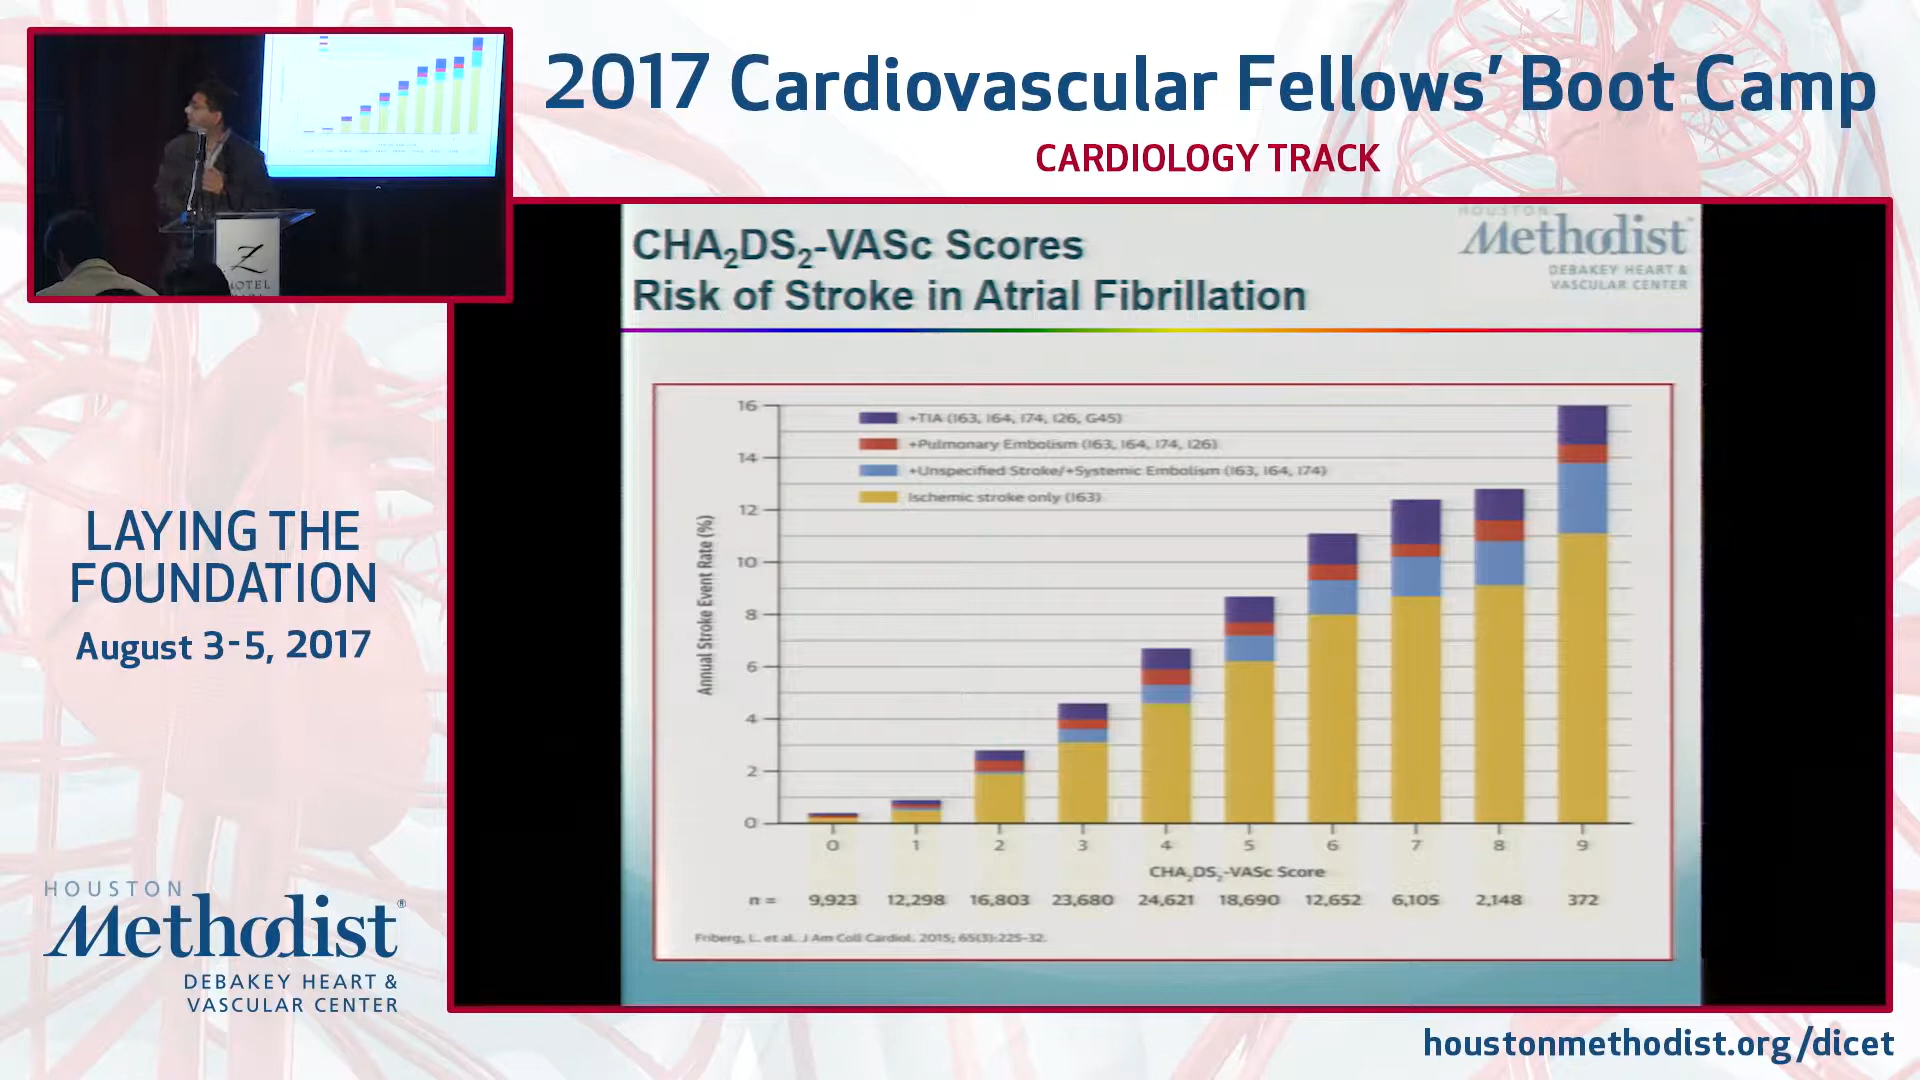 2017 Cardiovascular Fellows' Boot Camp
CARDIOLOGY TRACK
Z
HOTEL
CHA₂DS₂-VASc Scores
Risk of Stroke in Atrial Fibrillation
HOUSTON
Methodist
DEBAKEY HEART &
VASCULAR CENTER
+TIA (I63, I64, I74, I26, G45)
+Pulmonary Embolism (I63, I64, I74, I26)
+Unspecified Stroke/+Systemic Embolism (I63, I64, I74)
Ischemic stroke only (I63)
Annual Stroke Event Rate (%)
16
14
12
10
8
6
4
2
0
0 1 2 3 4 5 6 7 8 9
CHA₂DS₂-VASc Score
n = 9,923 12,298 16,803 23,680 24,621 18,690 12,652 6,105 2,148 372
Friberg, L. et al. J Am Coll Cardiol. 2015; 65(3):225-32.
LAYING THE
FOUNDATION
August 3-5, 2017
HOUSTON
Methodist®
DEBAKEY HEART &
VASCULAR CENTER
houstonmethodist.org/dicet